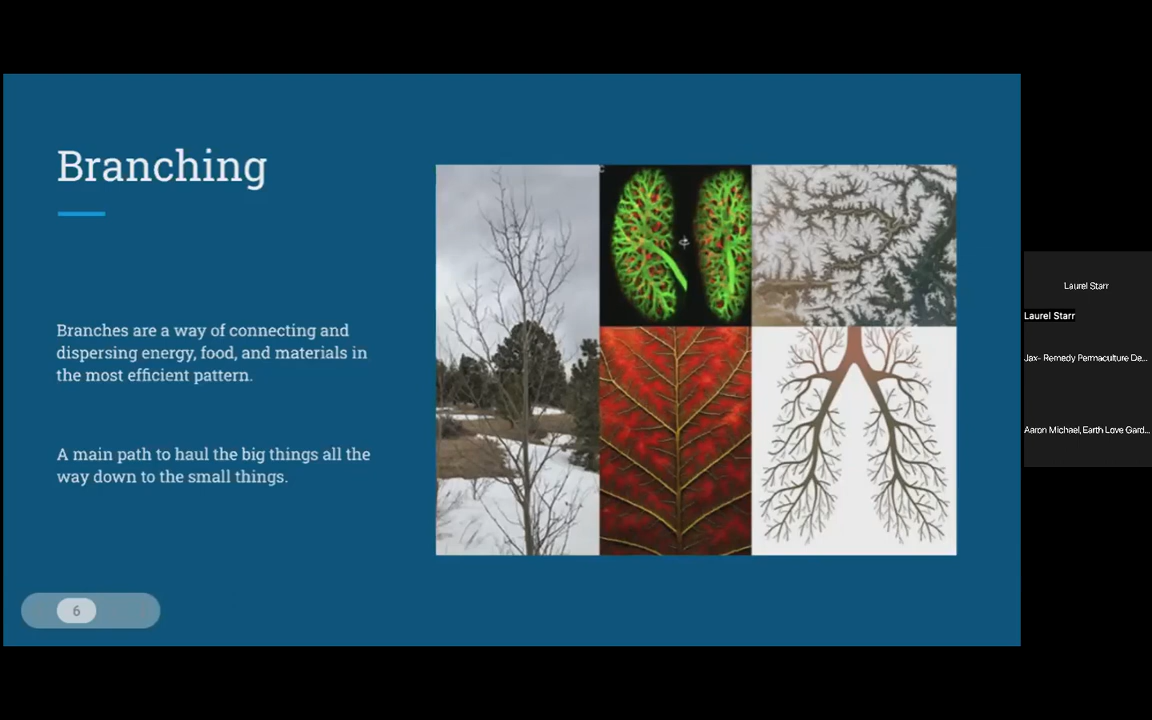 Branching
Branches are a way of connecting and
dispersing energy, food, and materials in
the most efficient pattern.
A main path to haul the big things all the
way down to the small things.
6
Laurel Starr
Laurel Starr
Jax- Remedy Permaculture De...
Aaron Michael, Earth Love Gard...